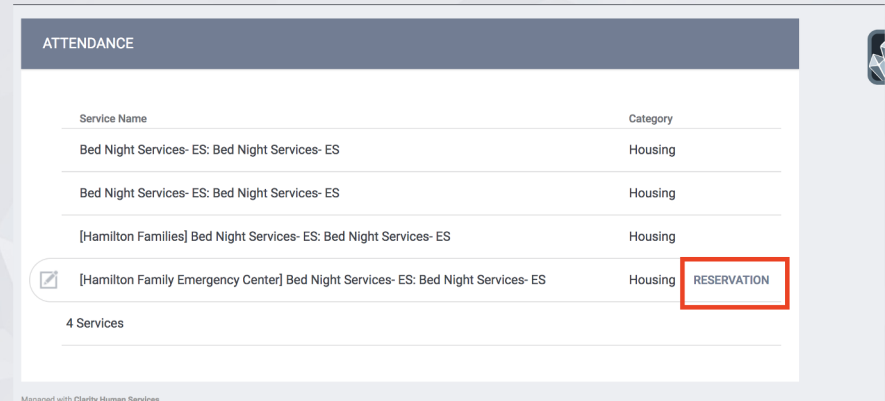 ATTENDANCE
Service Name Category
Bed Night Services- ES: Bed Night Services- ES Housing
Bed Night Services- ES: Bed Night Services- ES Housing
[Hamilton Families] Bed Night Services- ES: Bed Night Services- ES Housing
[Hamilton Family Emergency Center] Bed Night Services- ES: Bed Night Services- ES Housing RESERVATION
4 Services
Managed with Clarity Human Services